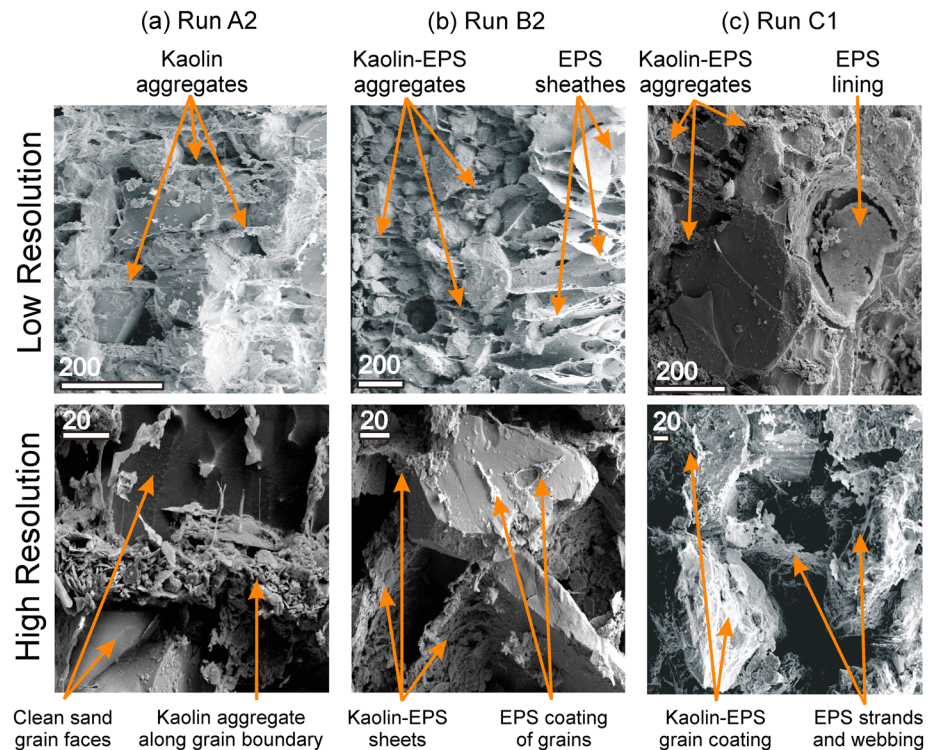 (a) Run A2
(b) Run B2
(c) Run C1
Kaolin
aggregates
Kaolin-EPS
aggregates
EPS
sheathes
Kaolin-EPS
aggregates
EPS
lining
Low Resolution
200
200
200
High Resolution
20
20
20
Clean sand
grain faces
Kaolin aggregate
along grain boundary
Kaolin-EPS
sheets
EPS coating
of grains
Kaolin-EPS
grain coating
EPS strands
and webbing